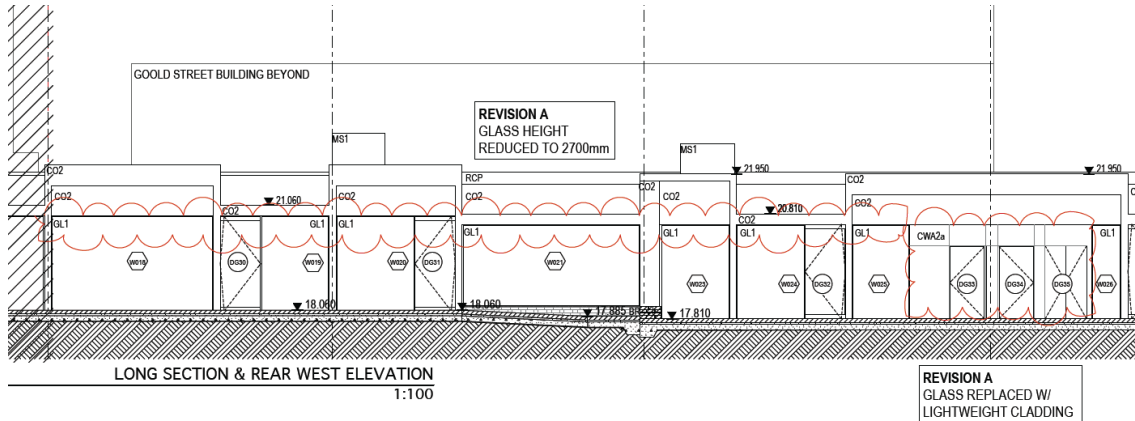 GOOLD STREET BUILDING BEYOND
REVISION A
GLASS HEIGHT
REDUCED TO 2700mm
MS1
MS1
CO2
RCP
CO2
21.950
21.950
CO2
CO2
CO2
CO2
CO2
CO2
CO2
21.060
CO2
20.810
CO2
GL1
GL1
GL1
GL1
GL1
GL1
GL1
CWA2a
GL1
W018
DG30
W019
W020
DG31
W021
W023
W024
DG32
W025
DG33
DG34
DG35
W026
18.060
18.060
17.885
17.810
LONG SECTION & REAR WEST ELEVATION
1:100
REVISION A
GLASS REPLACED W/
LIGHTWEIGHT CLADDING